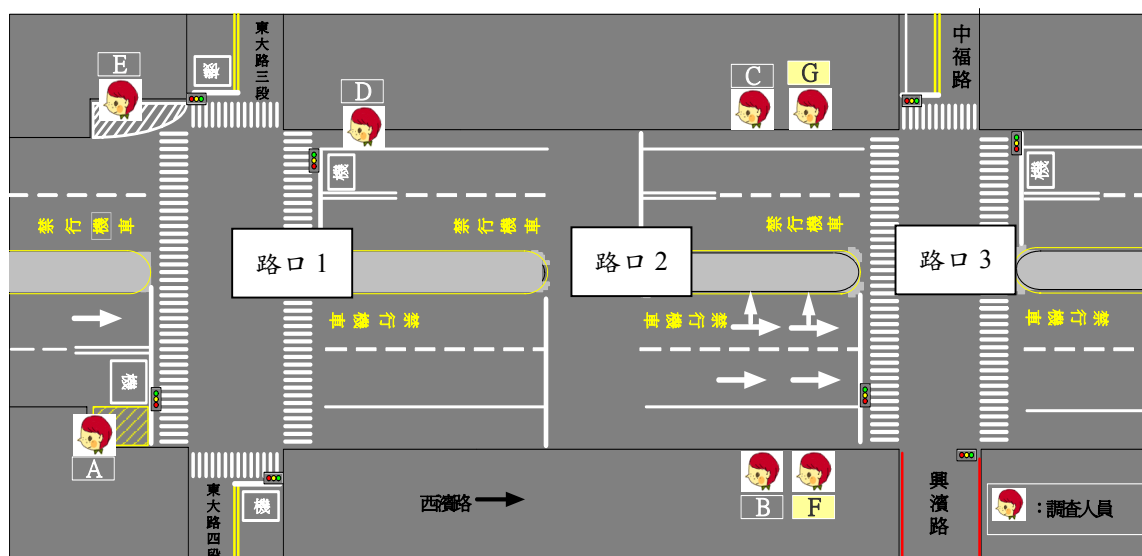 東大路三段
中福路
E
機
D
C
G
機
機
禁行機車
禁行機車
禁行機車
路口 1
路口 2
路口 3
禁行機車
禁行機車
禁行機車
機
A
B
F
西濱路
東大路四段
機
興濱路
:調查人員